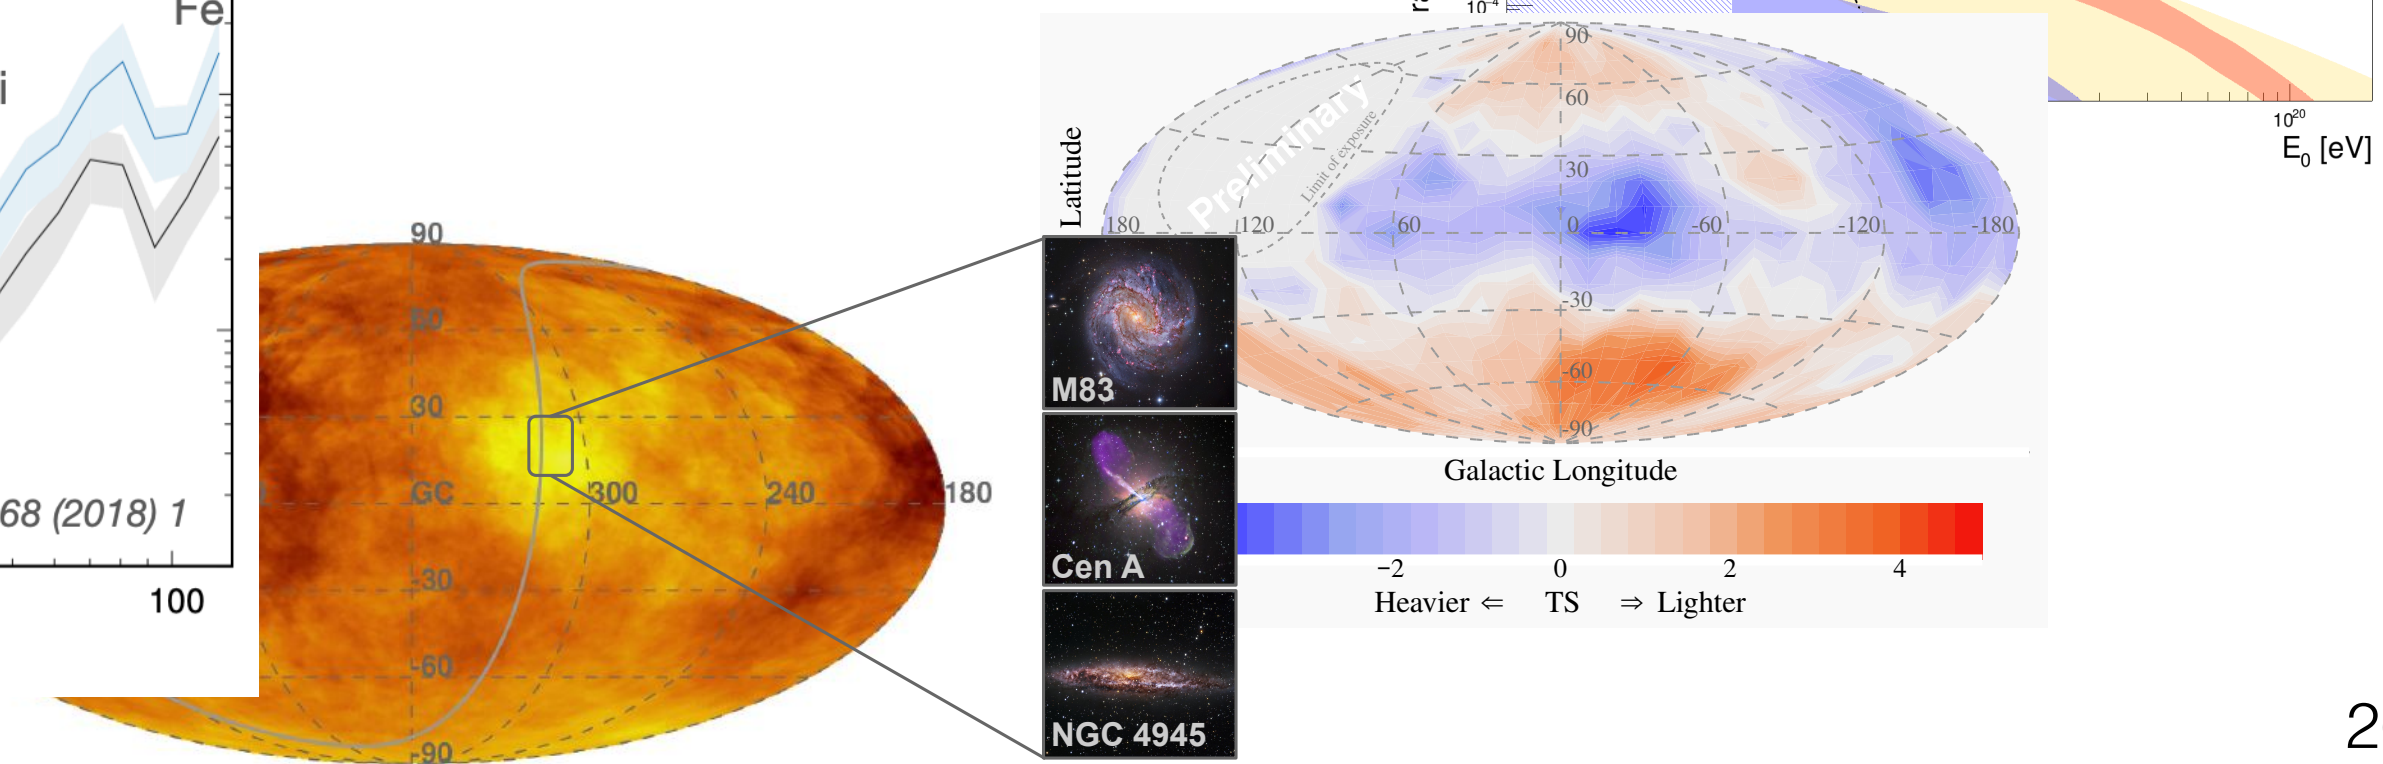 Fe
i
68 (2018) 1
100
90
60
30
GC
300
240
180
-30
-60
-90
M83
Cen A
NGC 4945
Latitude
90
60
30
180
120
60
0
-60
-120
-180
-30
-60
-90
Preliminary
Limit of exposure
Galactic Longitude
−2
0
2
4
Heavier ⇐ TS ⇒ Lighter
10⁻⁴
10²⁰
E₀ [eV]
2